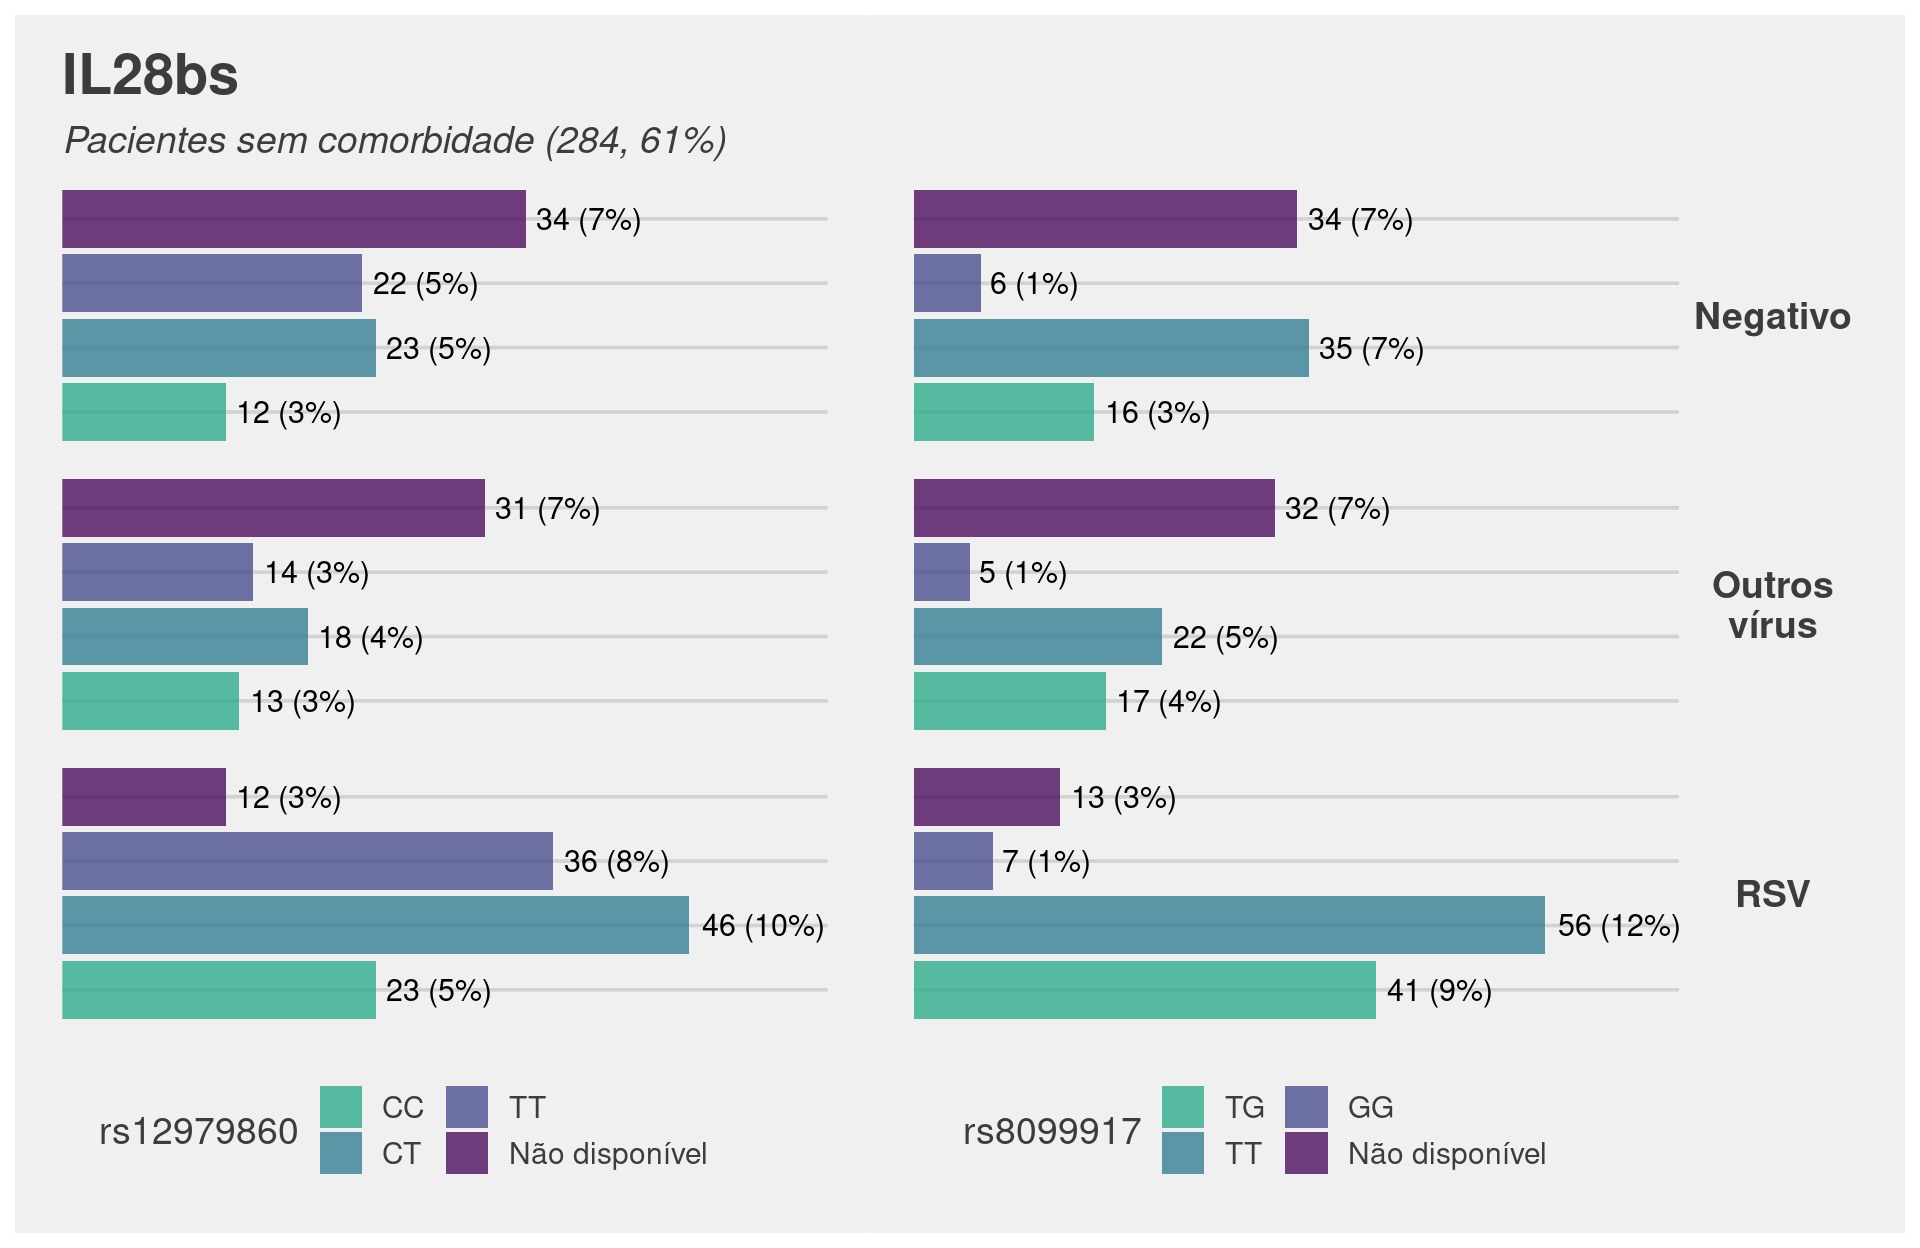 IL28bs
Pacientes sem comorbidade (284, 61%)
34 (7%)
22 (5%)
23 (5%)
12 (3%)
34 (7%)
6 (1%)
35 (7%)
16 (3%)
Negativo
31 (7%)
14 (3%)
18 (4%)
13 (3%)
32 (7%)
5 (1%)
22 (5%)
17 (4%)
Outros
vírus
12 (3%)
36 (8%)
46 (10%)
23 (5%)
13 (3%)
7 (1%)
56 (12%)
41 (9%)
RSV
rs12979860
CC
TT
CT
Não disponível
rs8099917
TG
GG
TT
Não disponível